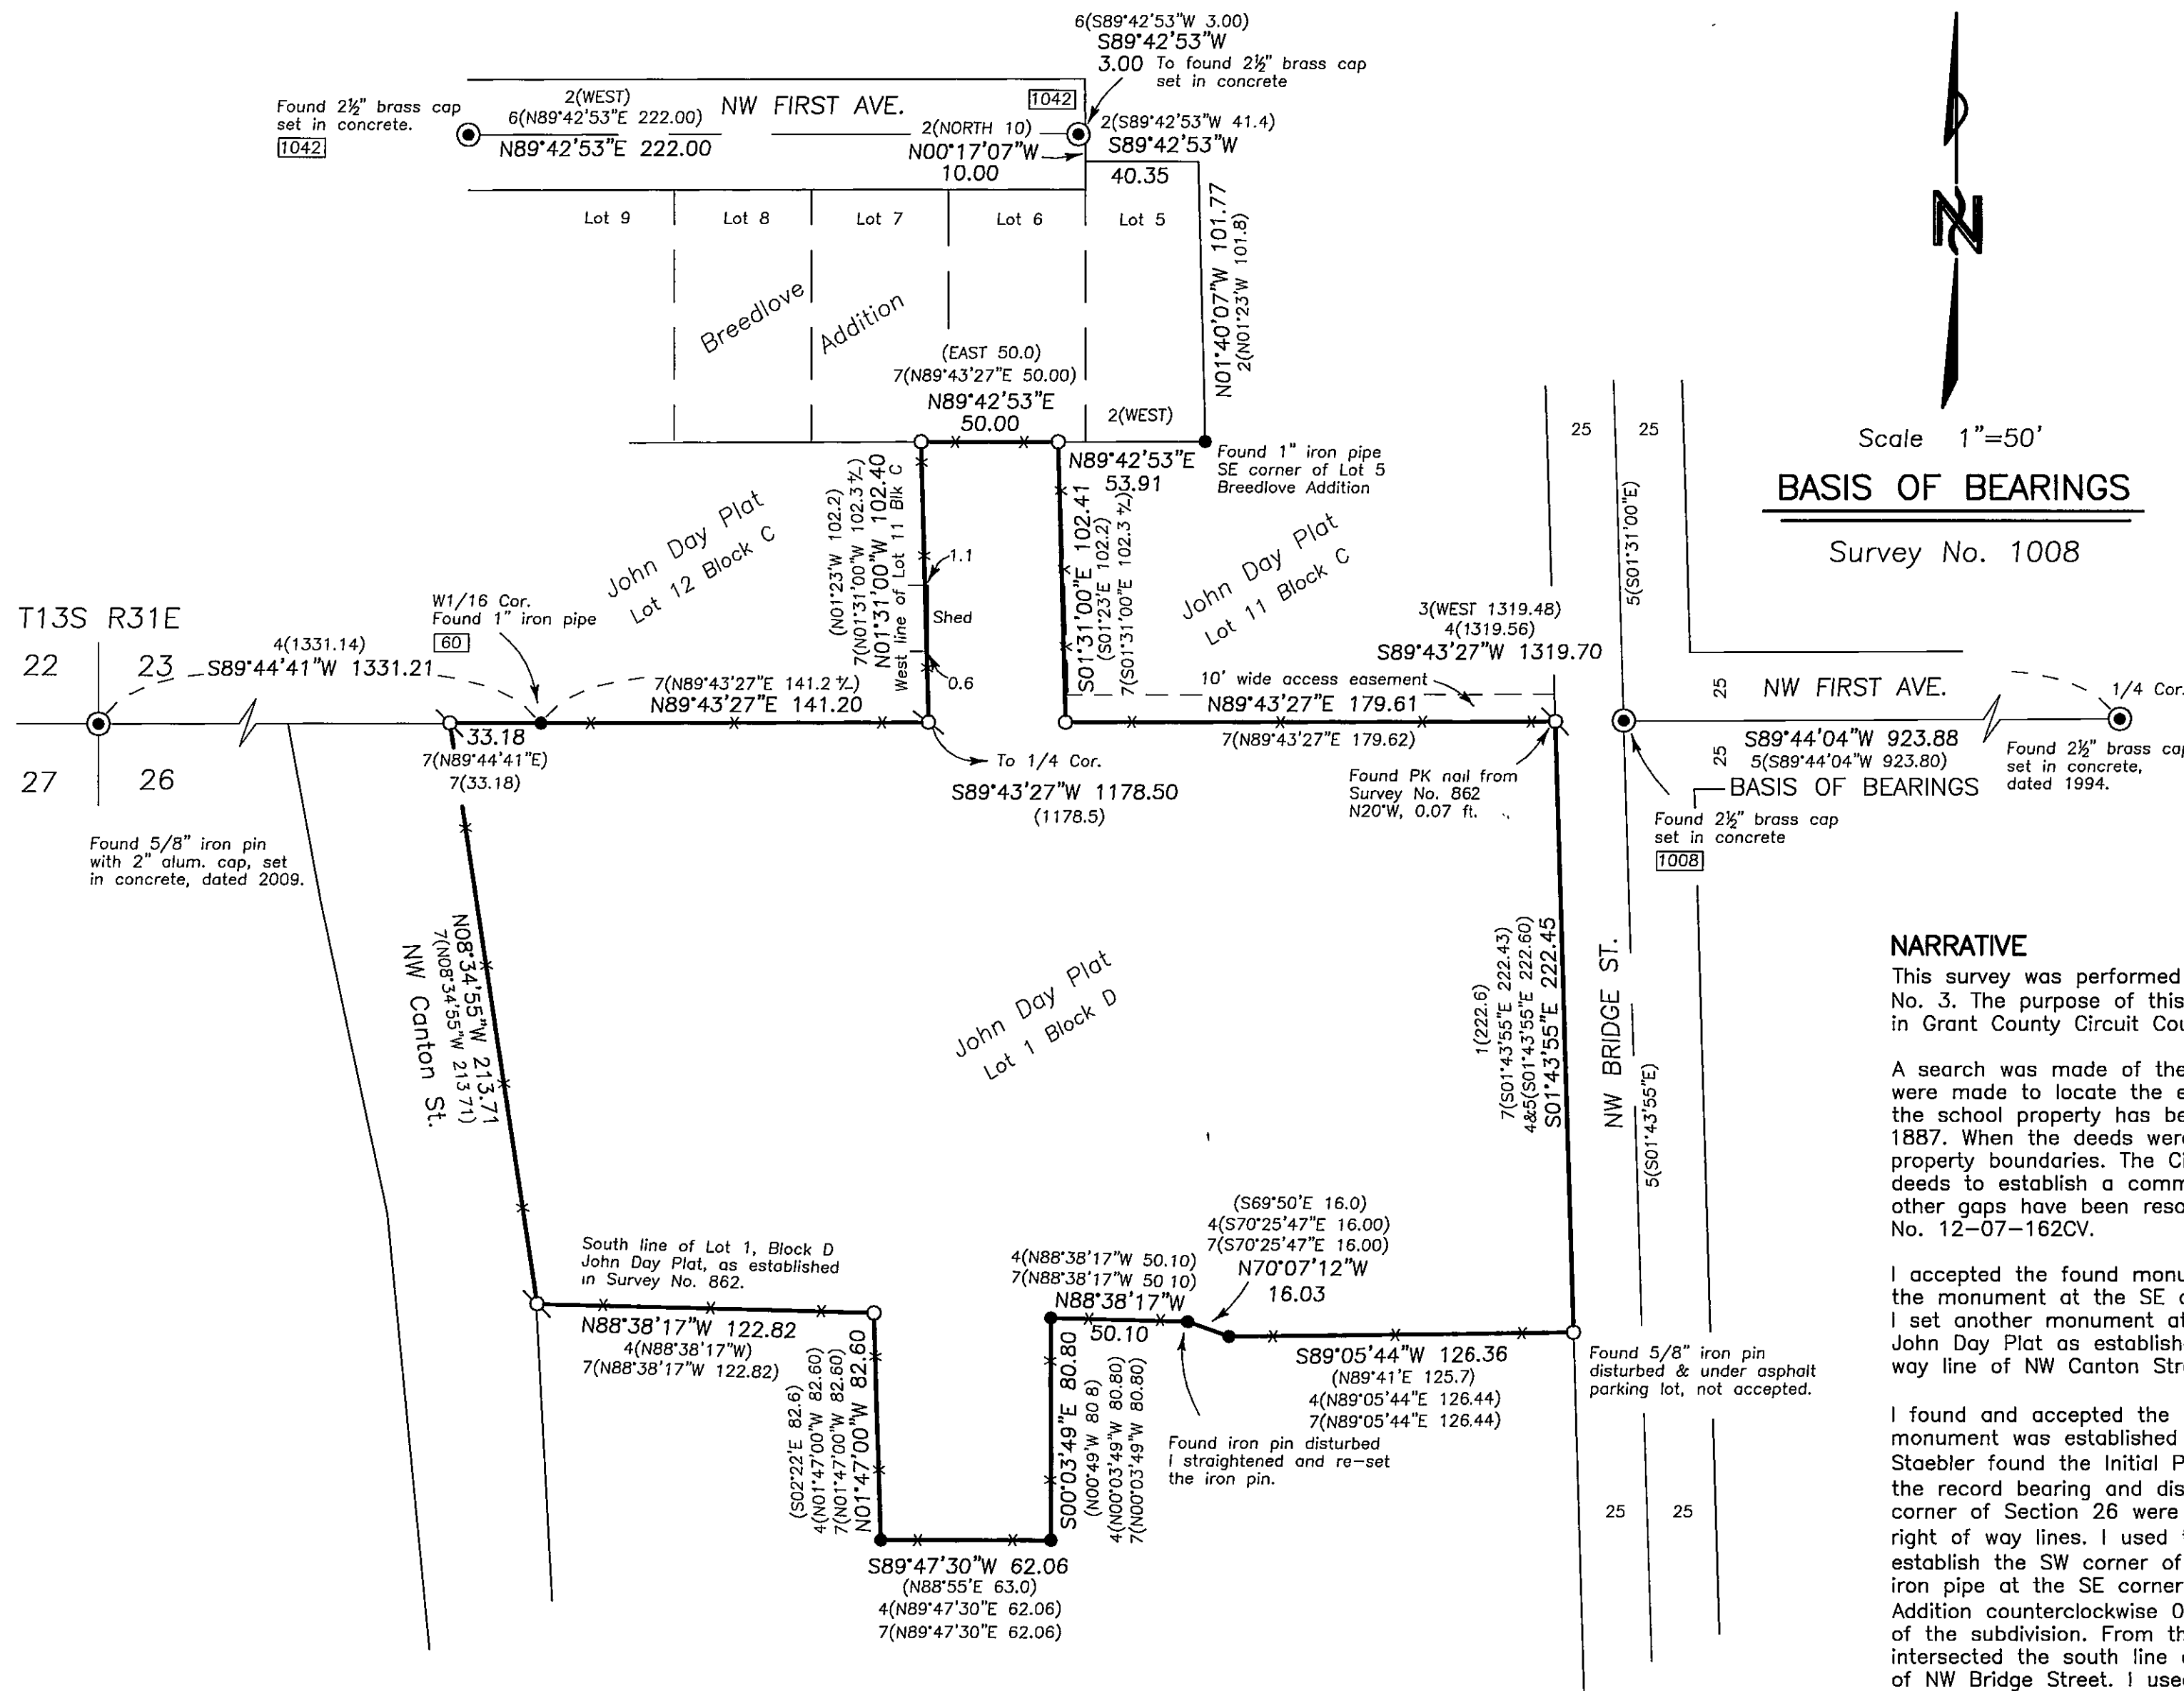 6(S89°42'53"W 3.00)
S89°42'53"W
3.00 To found 2½" brass cap
set in concrete
Found 2½" brass cap
set in concrete.
1042
2(WEST)
6(N89°42'53"E 222.00)
N89°42'53"E 222.00
NW FIRST AVE.
1042
2(NORTH 10)
N00°17'07"W
10.00
2(S89°42'53"W 41.4)
S89°42'53"W
40.35
Lot 9
Lot 8
Lot 7
Lot 6
Lot 5
N01°40'07"W 101.77
2(N01°23'W 101.8)
Breedlove
Addition
(EAST 50.0)
7(N89°43'27"E 50.00)
N89°42'53"E
50.00
2(WEST)
N89°42'53"E
53.91
Found 1" iron pipe
SE corner of Lot 5
Breedlove Addition
N
Scale 1"=50'
BASIS OF BEARINGS
Survey No. 1008
25
25
5(S01°31'00"E)
John Day Plat
Lot 12 Block C
(N01°23'W 102.2)
7(N01°31'00"W 102.3+/-)
N01°31'00"W 102.40
West line of Lot 11 Blk C
1.1
Shed
0.6
S01°31'00"E 102.41
(S01°23'E 102.2)
7(S01°31'00"E 102.3+/-)
John Day Plat
Lot 11 Block C
3(WEST 1319.48)
4(1319.56)
S89°43'27"W 1319.70
10' wide access easement
N89°43'27"E 179.61
7(N89°43'27"E 179.62)
T13S R31E
22
23
27
26
4(1331.14)
S89°44'41"W 1331.21
W1/16 Cor.
Found 1" iron pipe
60
7(N89°43'27"E 141.2+/-)
N89°43'27"E 141.20
33.18
7(N89°44'41"E)
7(33.18)
To 1/4 Cor.
S89°43'27"W 1178.50
(1178.5)
Found PK nail from
Survey No. 862
N20°W, 0.07 ft.
25
NW FIRST AVE.
1/4 Cor.
S89°44'04"W 923.88
5(S89°44'04"W 923.80)
25
BASIS OF BEARINGS
Found 2½" brass cap
set in concrete,
dated 1994.
Found 2½" brass cap
set in concrete
1008
Found 5/8" iron pin
with 2" alum. cap, set
in concrete, dated 2009.
N08°34'55"W 213.71
7(N08°34'55"W 213.71)
NW Canton St.
John Day Plat
Lot 1 Block D
1(222.6)
7(S01°43'55"E 222.43)
4&5(S01°43'55"E 222.60)
S01°43'55"E 222.45
NW BRIDGE ST.
5(S01°43'55"E)
South line of Lot 1, Block D
John Day Plat, as established
in Survey No. 862.
N88°38'17"W 122.82
4(N88°38'17"W)
7(N88°38'17"W 122.82)
(S02°22'E 82.6)
4(N01°47'00"W 82.60)
7(N01°47'00"W 82.60)
N01°47'00"W 82.60
S89°47'30"W 62.06
(N88°55'E 63.0)
4(N89°47'30"E 62.06)
7(N89°47'30"E 62.06)
S00°03'49"E 80.80
(N00°49'W 80 8)
4(N00°03'49"W 80.80)
7(N00°03'49"W 80.80)
4(N88°38'17"W 50.10)
7(N88°38'17"W 50 10)
N88°38'17"W
50.10
(S69°50'E 16.0)
4(S70°25'47"E 16.00)
7(S70°25'47"E 16.00)
N70°07'12"W
16.03
S89°05'44"W 126.36
(N89°41'E 125.7)
4(N89°05'44"E 126.44)
7(N89°05'44"E 126.44)
Found iron pin disturbed
I straightened and re-set
the iron pin.
Found 5/8" iron pin
disturbed & under asphalt
parking lot, not accepted.
25
25
NARRATIVE
This survey was performed
No. 3. The purpose of this
in Grant County Circuit Cou
A search was made of the
were made to locate the e
the school property has be
1887. When the deeds wer
property boundaries. The Ci
deeds to establish a comm
other gaps have been reso
No. 12-07-162CV.
I accepted the found monu
the monument at the SE c
I set another monument at
John Day Plat as establish
way line of NW Canton Str
I found and accepted the
monument was established
Staebler found the Initial P
the record bearing and dis
corner of Section 26 were
right of way lines. I used t
establish the SW corner of
iron pipe at the SE corner
Addition counterclockwise 0
of the subdivision. From th
intersected the south line
of NW Bridge Street. I use